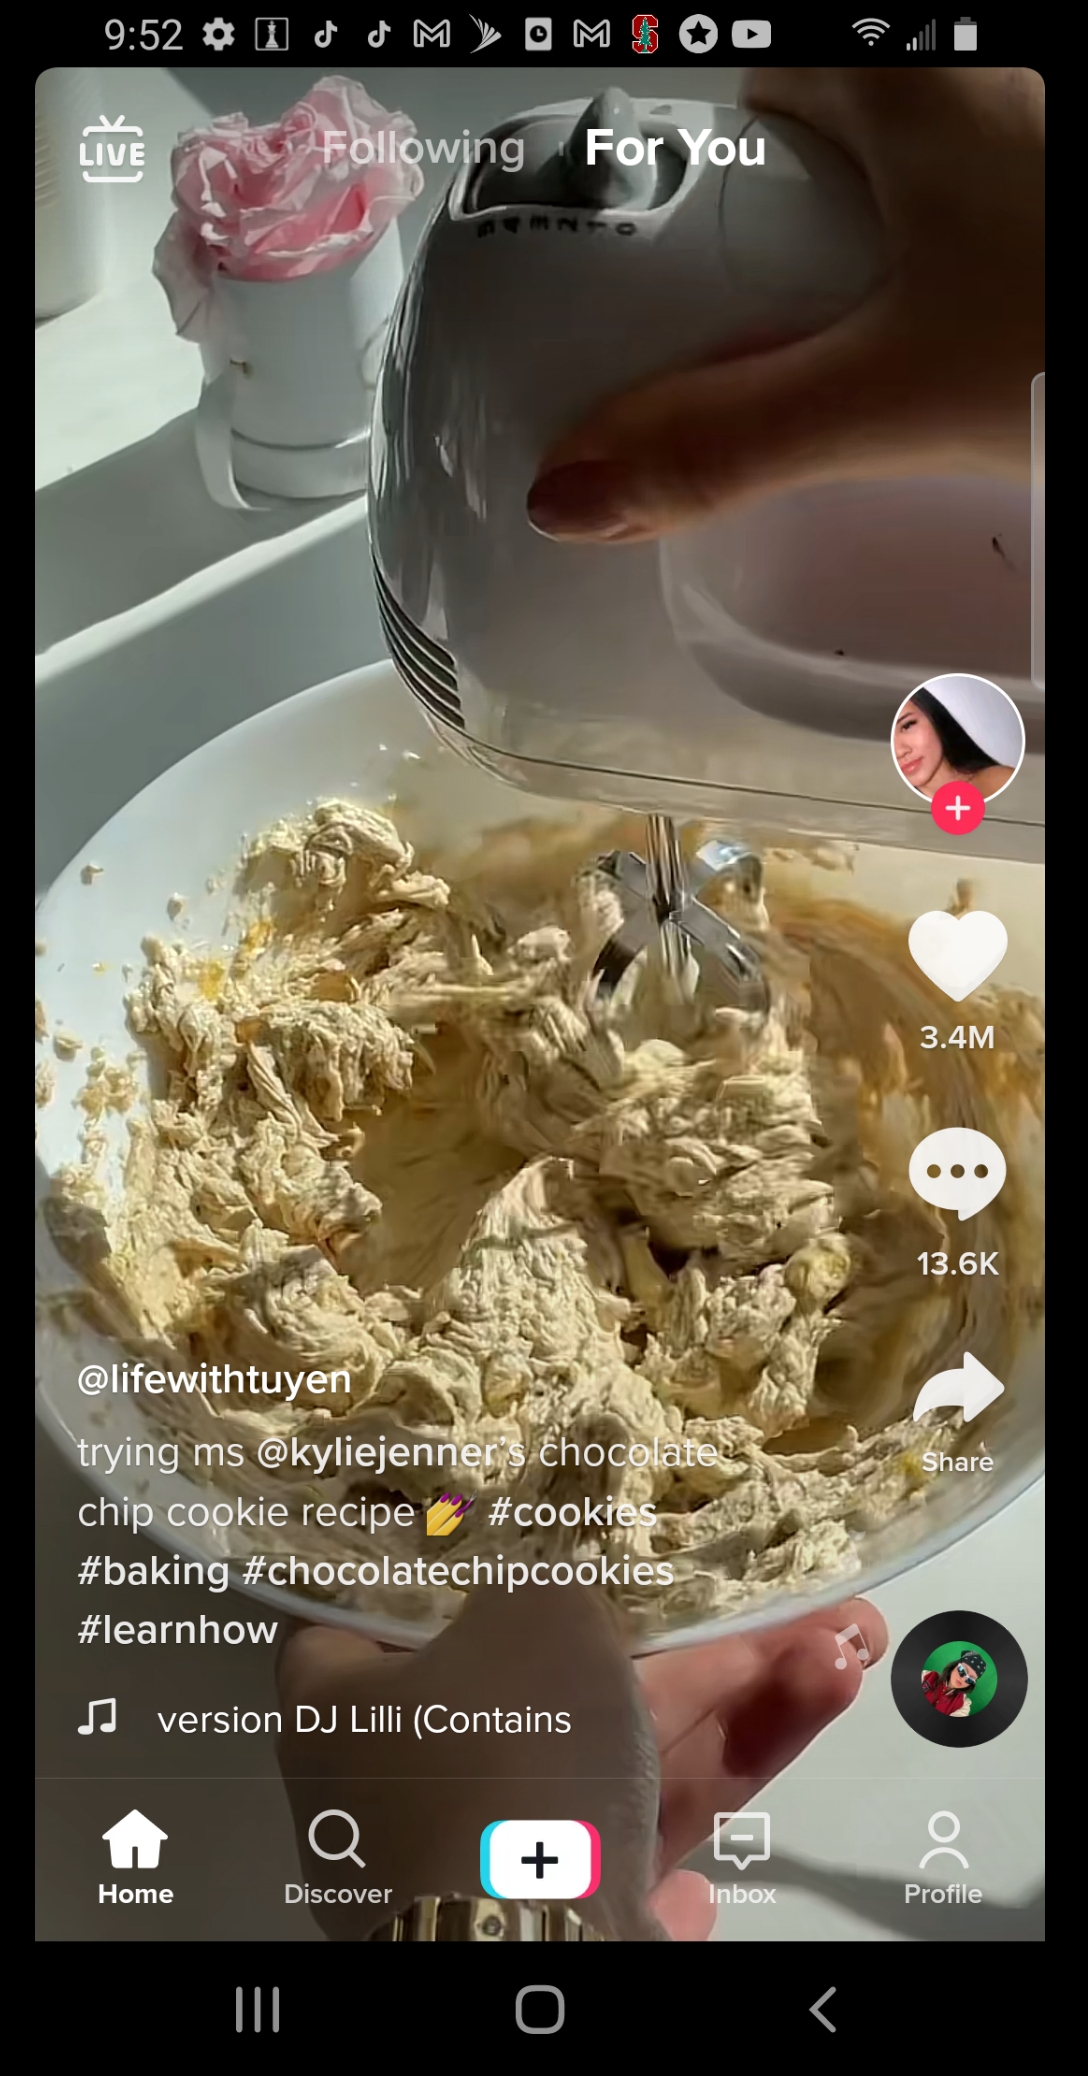 9:52
LIVE
Following
For You
3.4M
13.6K
Share
@lifewithtuyen
trying ms @kyliejenner's chocolate
chip cookie recipe💅 #cookies
#baking #chocolatechipcookies
#learnhow
version DJ Lilli (Contains
Home
Discover
Inbox
Profile